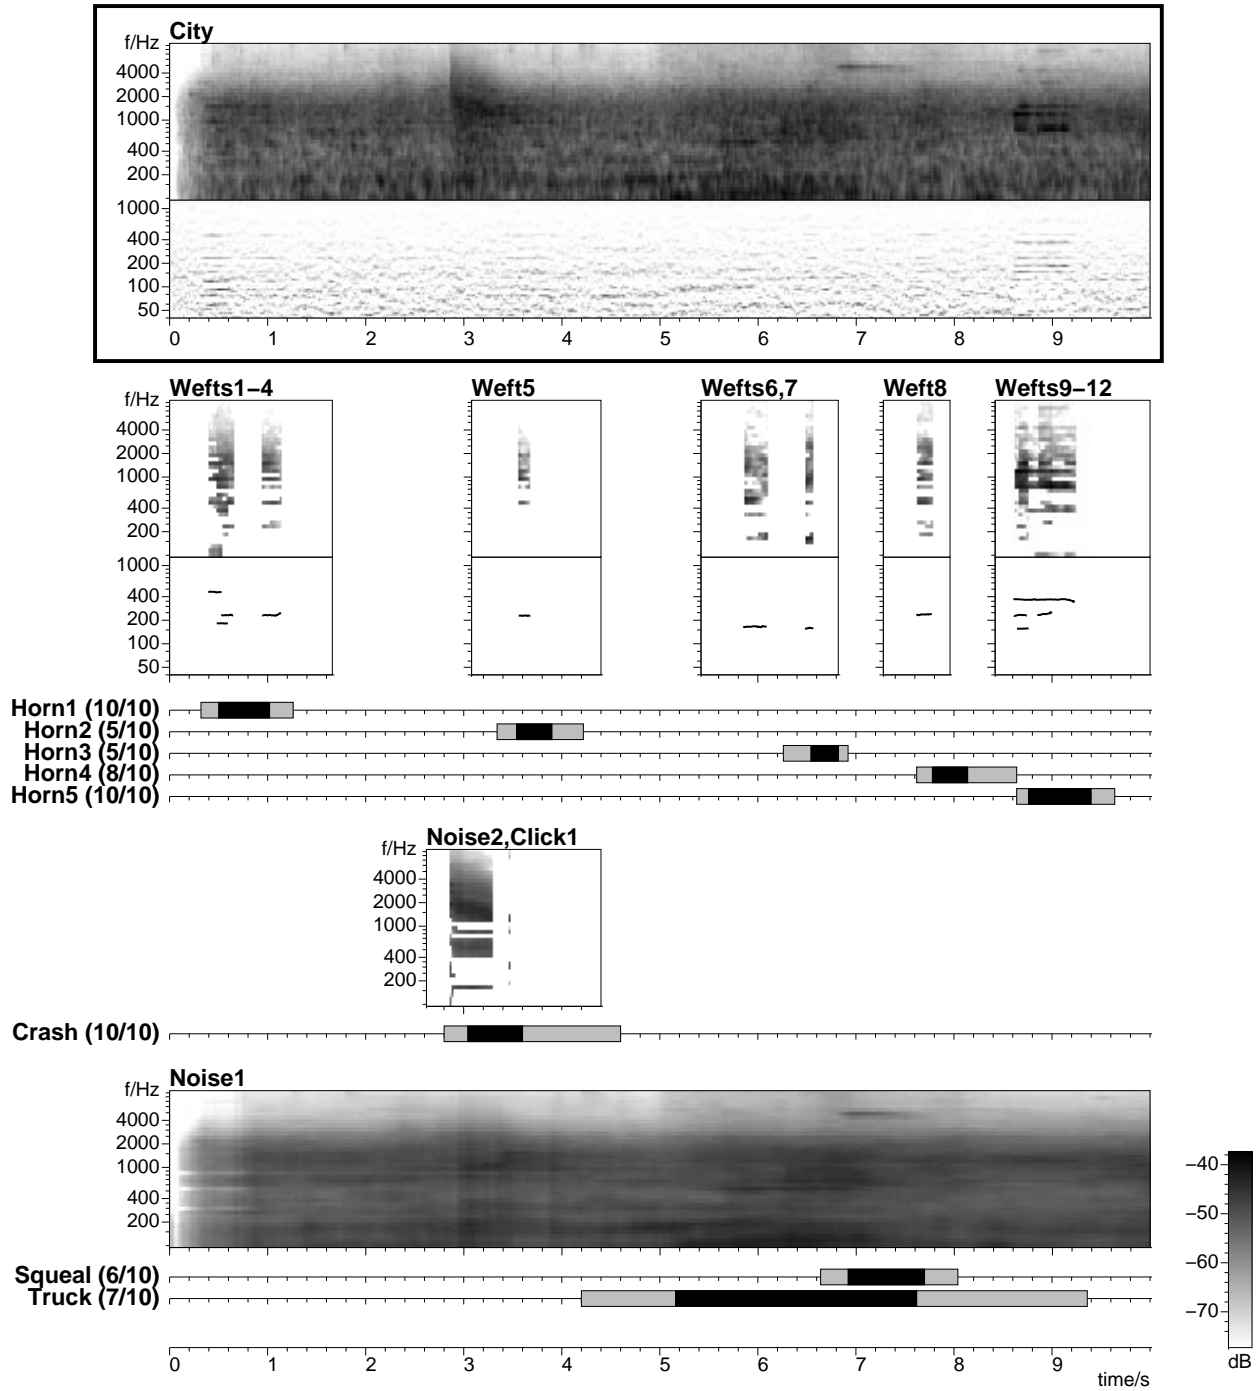 City
f/Hz
4000
2000
1000
400
200
1000
400
200
100
50
0 1 2 3 4 5 6 7 8 9
Wefts1−4 Weft5 Wefts6,7 Weft8 Wefts9−12
f/Hz
4000
2000
1000
400
200
1000
400
200
100
50
Horn1 (10/10)
Horn2 (5/10)
Horn3 (5/10)
Horn4 (8/10)
Horn5 (10/10)
Noise2,Click1
f/Hz
4000
2000
1000
400
200
Crash (10/10)
Noise1
f/Hz
4000
2000
1000
400
200
−40
−50
−60
−70
dB
Squeal (6/10)
Truck (7/10)
0 1 2 3 4 5 6 7 8 9
time/s